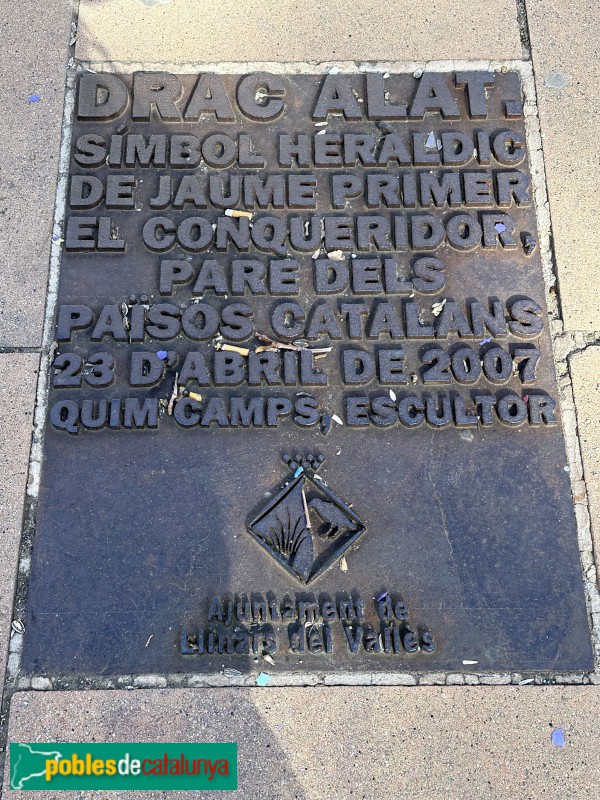 DRAC ALAT.
SÍMBOL HERÀLDIC
DE JAUME PRIMER
EL CONQUERIDOR,
PARE DELS
PAÏSOS CATALANS
23 D'ABRIL DE 2007
QUIM CAMPS, ESCULTOR
Ajuntament de
Llinars del Vallès
poblesdecatalunya